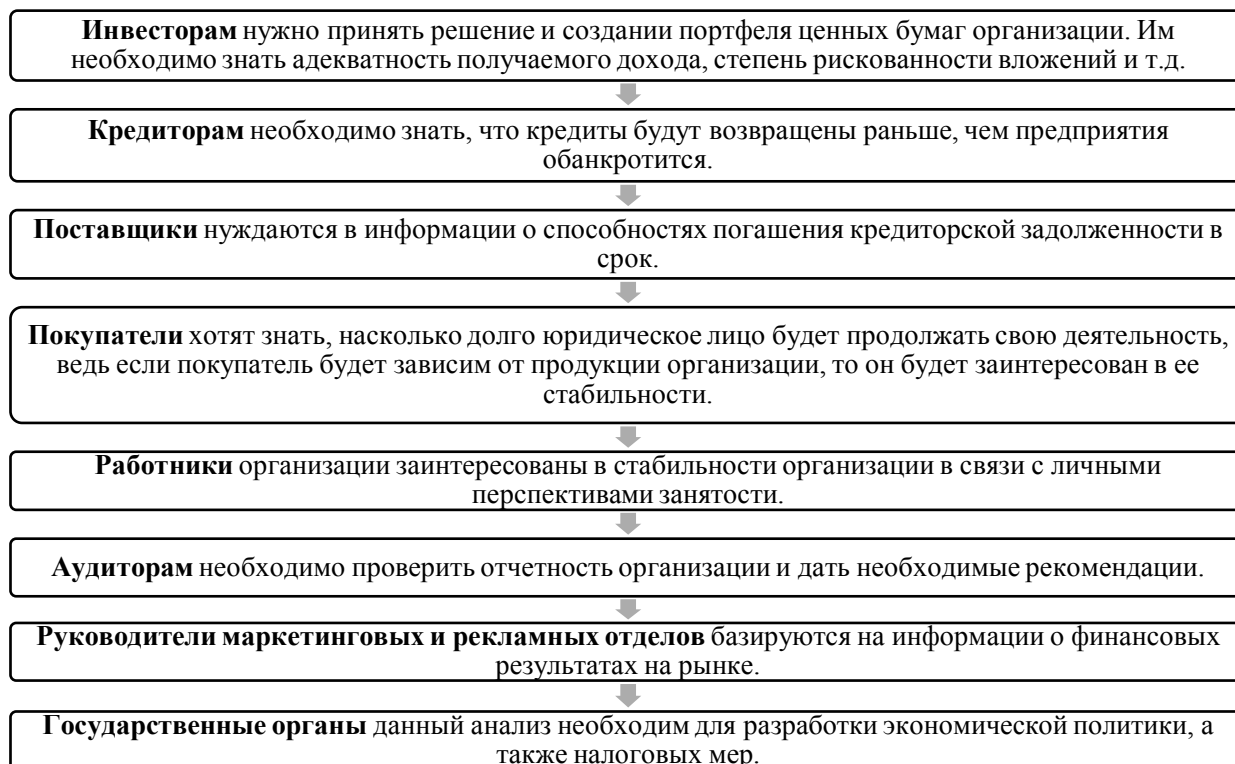 Инвесторам нужно принять решение и создании портфеля ценных бумаг организации. Им
необходимо знать адекватность получаемого дохода, степень рискованности вложений и т.д.
Кредиторам необходимо знать, что кредиты будут возвращены раньше, чем предприятия
обанкротится.
Поставщики нуждаются в информации о способностях погашения кредиторской задолженности в
срок.
Покупатели хотят знать, насколько долго юридическое лицо будет продолжать свою деятельность,
ведь если покупатель будет зависим от продукции организации, то он будет заинтересован в ее
стабильности.
Работники организации заинтересованы в стабильности организации в связи с личными
перспективами занятости.
Аудиторам необходимо проверить отчетность организации и дать необходимые рекомендации.
Руководители маркетинговых и рекламных отделов базируются на информации о финансовых
результатах на рынке.
Государственные органы данный анализ необходим для разработки экономической политики, а
также налоговых мер.